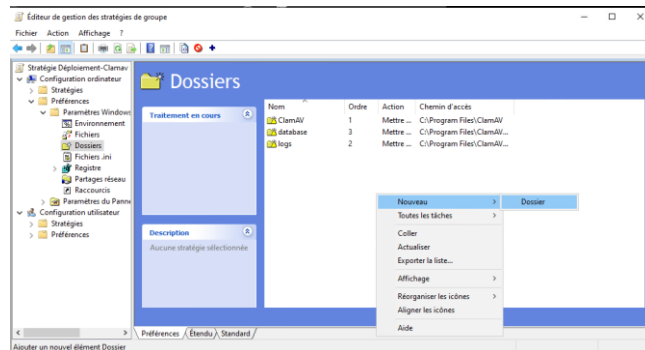 Éditeur de gestion des stratégies de groupe
Fichier Action Affichage ?
Stratégie Déploiement-Clamav
Configuration ordinateur
Stratégies
Préférences
Paramètres Windows
Environnement
Fichiers
Dossiers
Fichiers .ini
Registre
Partages réseau
Raccourcis
Paramètres du Panne
Configuration utilisateur
Stratégies
Préférences
Dossiers
Traitement en cours
Description
Aucune stratégie sélectionnée
Nom Ordre Action Chemin d'accès
ClamAV 1 Mettre ... C:\Program Files\ClamAV
database 3 Mettre ... C:\Program Files\ClamAV...
logs 2 Mettre ... C:\Program Files\ClamAV...
Nouveau > Dossier
Toutes les tâches >
Coller
Actualiser
Exporter la liste...
Affichage >
Réorganiser les icônes >
Aligner les icônes
Aide
Préférences Étendu Standard
Ajouter un nouvel élément Dossier